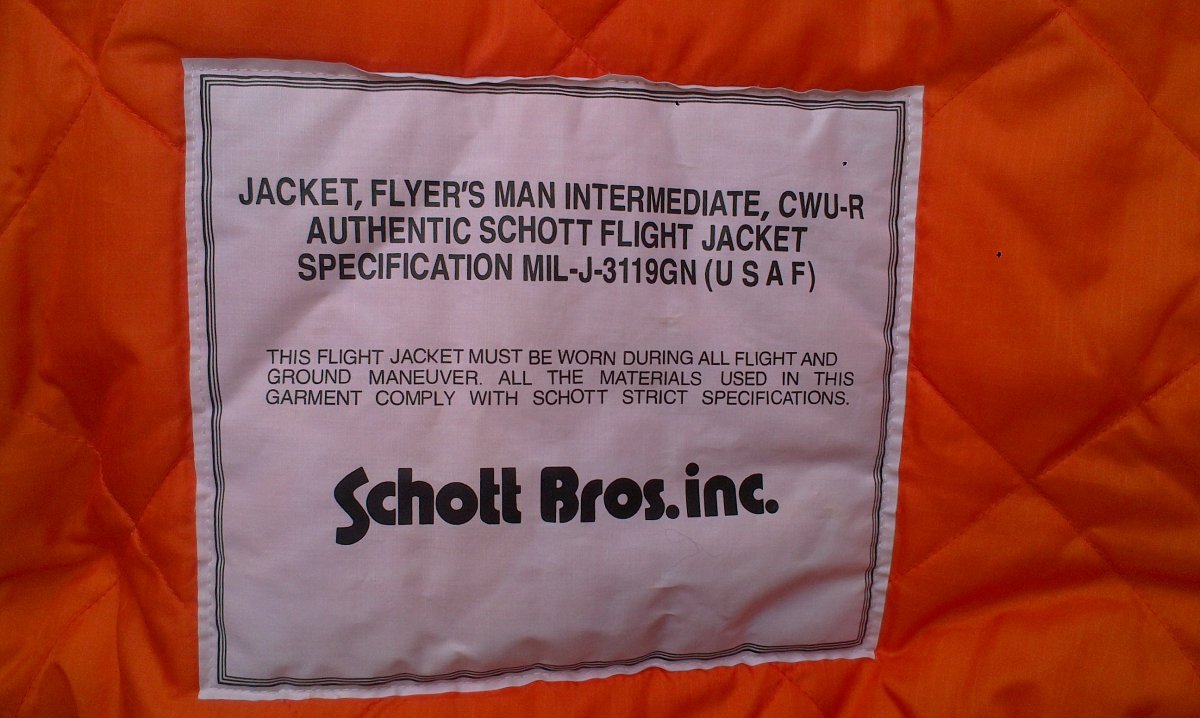 JACKET, FLYER'S MAN INTERMEDIATE, CWU-R
AUTHENTIC SCHOTT FLIGHT JACKET
SPECIFICATION MIL-J-3119GN (U S A F)
THIS FLIGHT JACKET MUST BE WORN DURING ALL FLIGHT AND
GROUND MANEUVER. ALL THE MATERIALS USED IN THIS
GARMENT COMPLY WITH SCHOTT STRICT SPECIFICATIONS.
Schott Bros.inc.